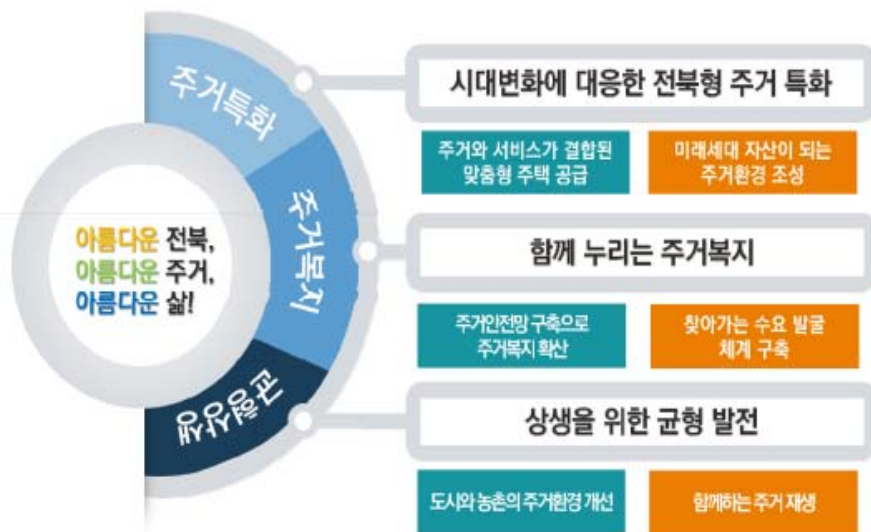 주거특화
시대변화에 대응한 전북형 주거 특화
주거와 서비스가 결합된
맞춤형 주택 공급
미래세대 자산이 되는
주거환경 조성
아름다운 전북,
아름다운 주거,
아름다운 삶!
주거복지
함께 누리는 주거복지
주거안전망 구축으로
주거복지 확산
찾아가는 수요 발굴
체계 구축
균형상생
상생을 위한 균형 발전
도시와 농촌의 주거환경 개선
함께하는 주거 재생